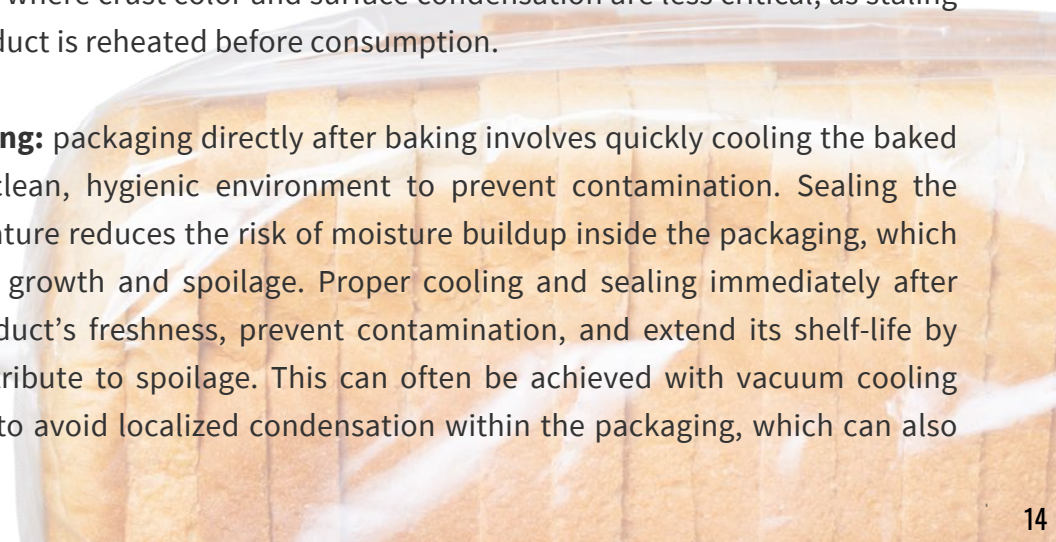 where crust color and surface condensation are less critical, as staling
duct is reheated before consumption.
ng: packaging directly after baking involves quickly cooling the baked
clean, hygienic environment to prevent contamination. Sealing the
ature reduces the risk of moisture buildup inside the packaging, which
growth and spoilage. Proper cooling and sealing immediately after
duct’s freshness, prevent contamination, and extend its shelf-life by
tribute to spoilage. This can often be achieved with vacuum cooling
to avoid localized condensation within the packaging, which can also
14